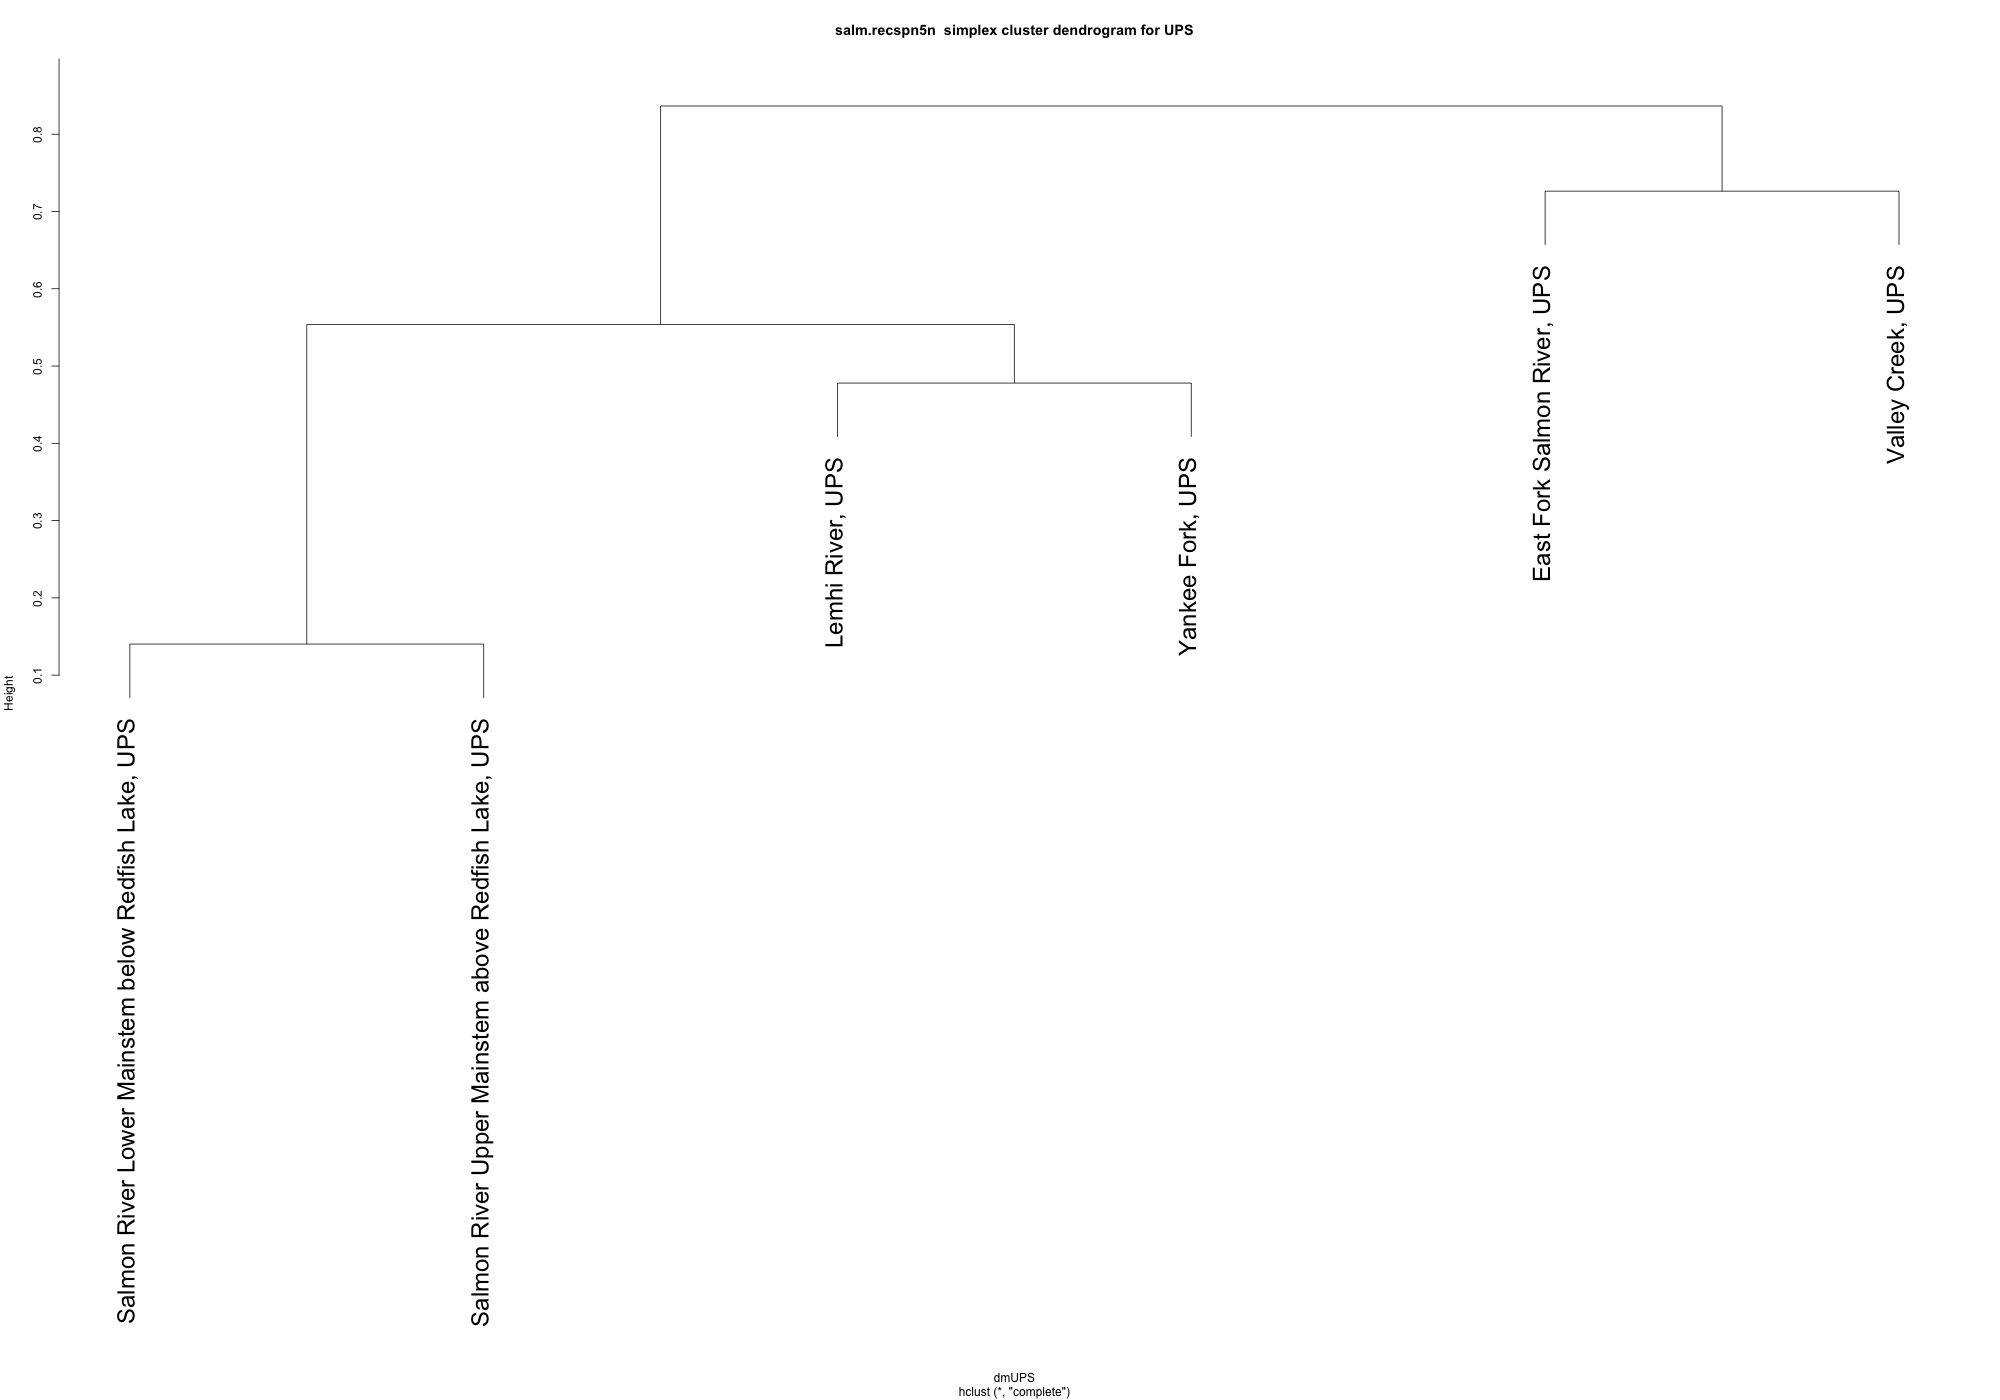 salm.recspn5n  simplex cluster dendrogram for UPS
Height
0.1
0.2
0.3
0.4
0.5
0.6
0.7
0.8
Salmon River Lower Mainstem below Redfish Lake, UPS
Salmon River Upper Mainstem above Redfish Lake, UPS
Lemhi River, UPS
Yankee Fork, UPS
East Fork Salmon River, UPS
Valley Creek, UPS
dmUPS
hclust (*, "complete")